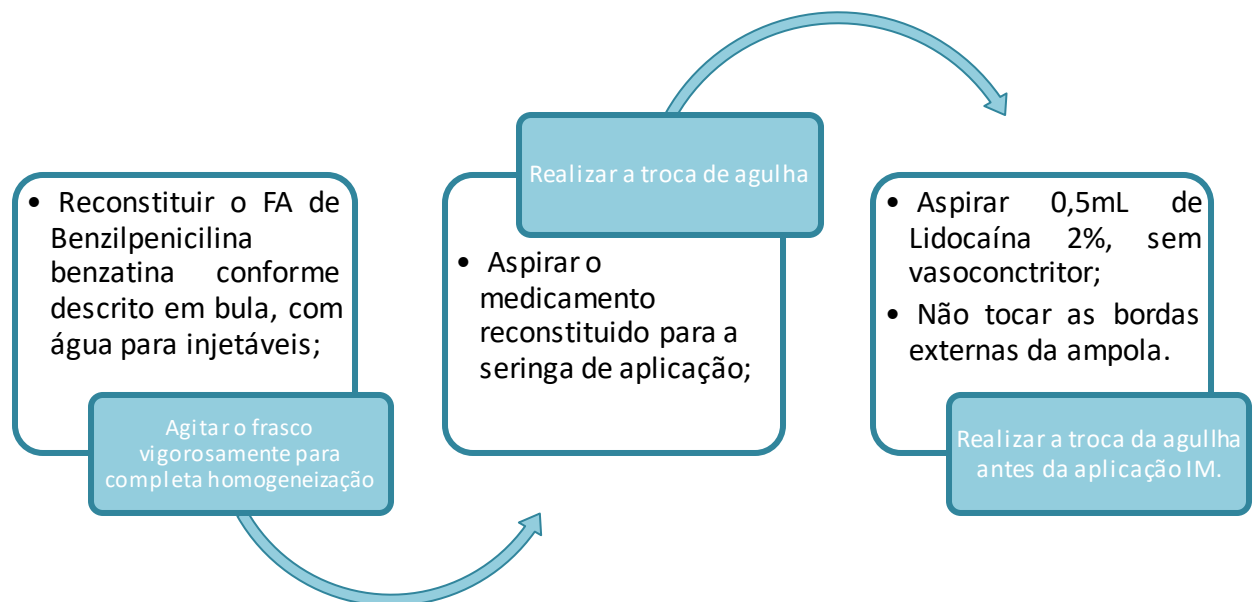 • Reconstituir o FA de
Benzilpenicilina
benzatina conforme
descrito em bula, com
água para injetáveis;
Agitar o frasco
vigorosamente para
completa homogeneização
Realizar a troca de agulha
• Aspirar o
medicamento
reconstituido para a
seringa de aplicação;
• Aspirar 0,5mL de
Lidocaína 2%, sem
vasoconctritor;
• Não tocar as bordas
externas da ampola.
Realizar a troca da agullha
antes da aplicação IM.